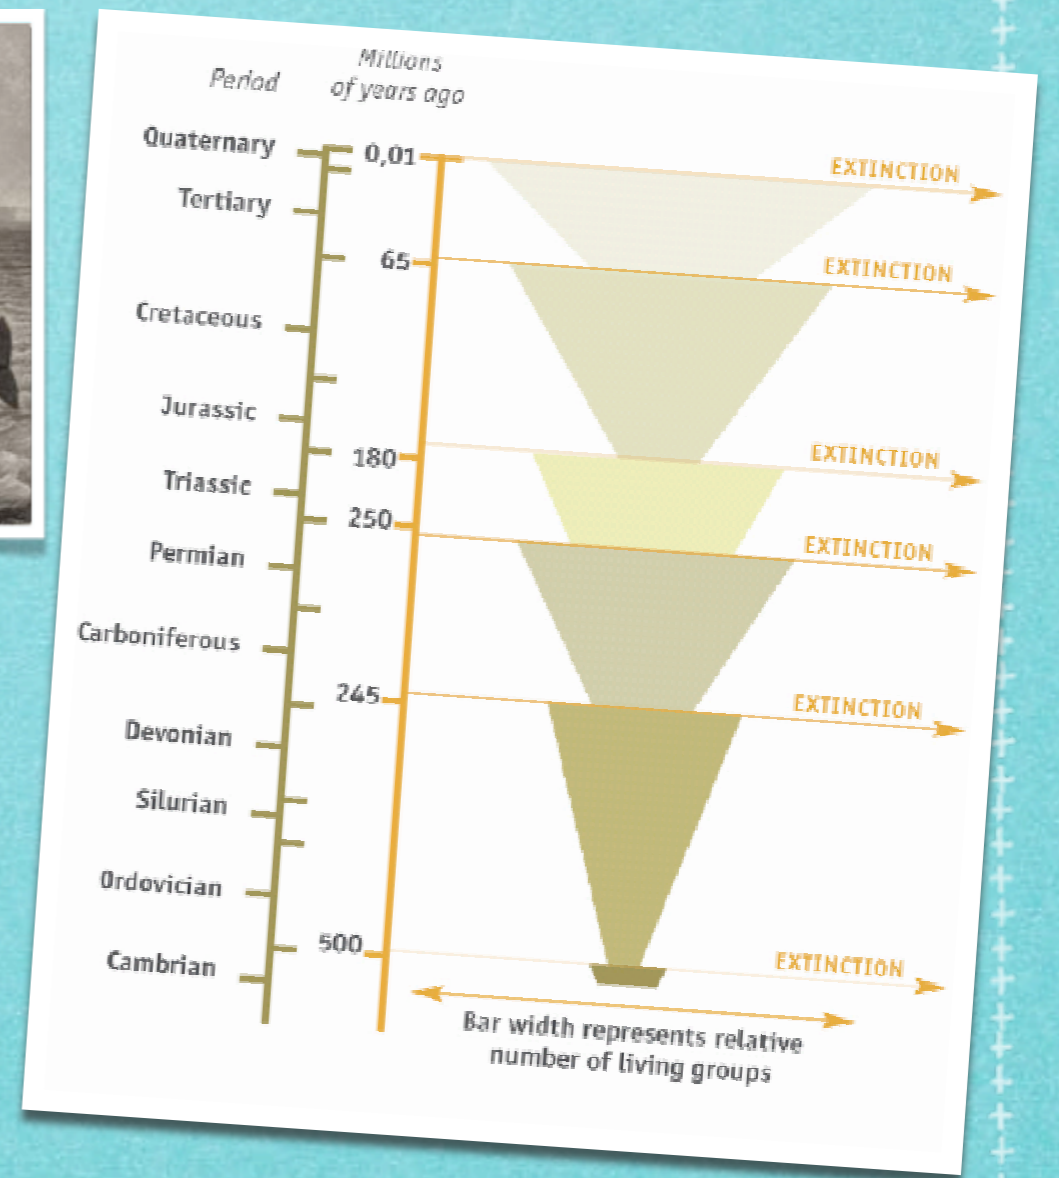 Period
Millions
of years ago
Quaternary
0,01
EXTINCTION
Tertiary
65
EXTINCTION
Cretaceous
Jurassic
180
EXTINCTION
Triassic
250
EXTINCTION
Permian
Carboniferous
245
EXTINCTION
Devonian
Silurian
Ordovician
500
EXTINCTION
Cambrian
Bar width represents relative
number of living groups